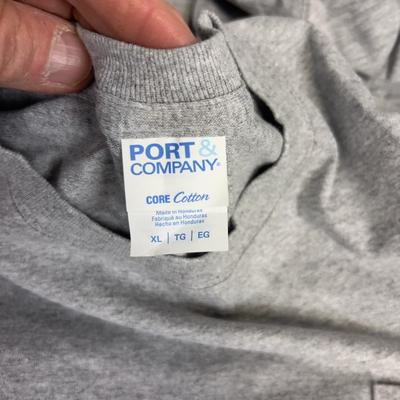 PORT &
COMPANY®
CORE Cotton
Made in Honduras
Fabriqué au Honduras
Hecho en Honduras
XL | TG | EG